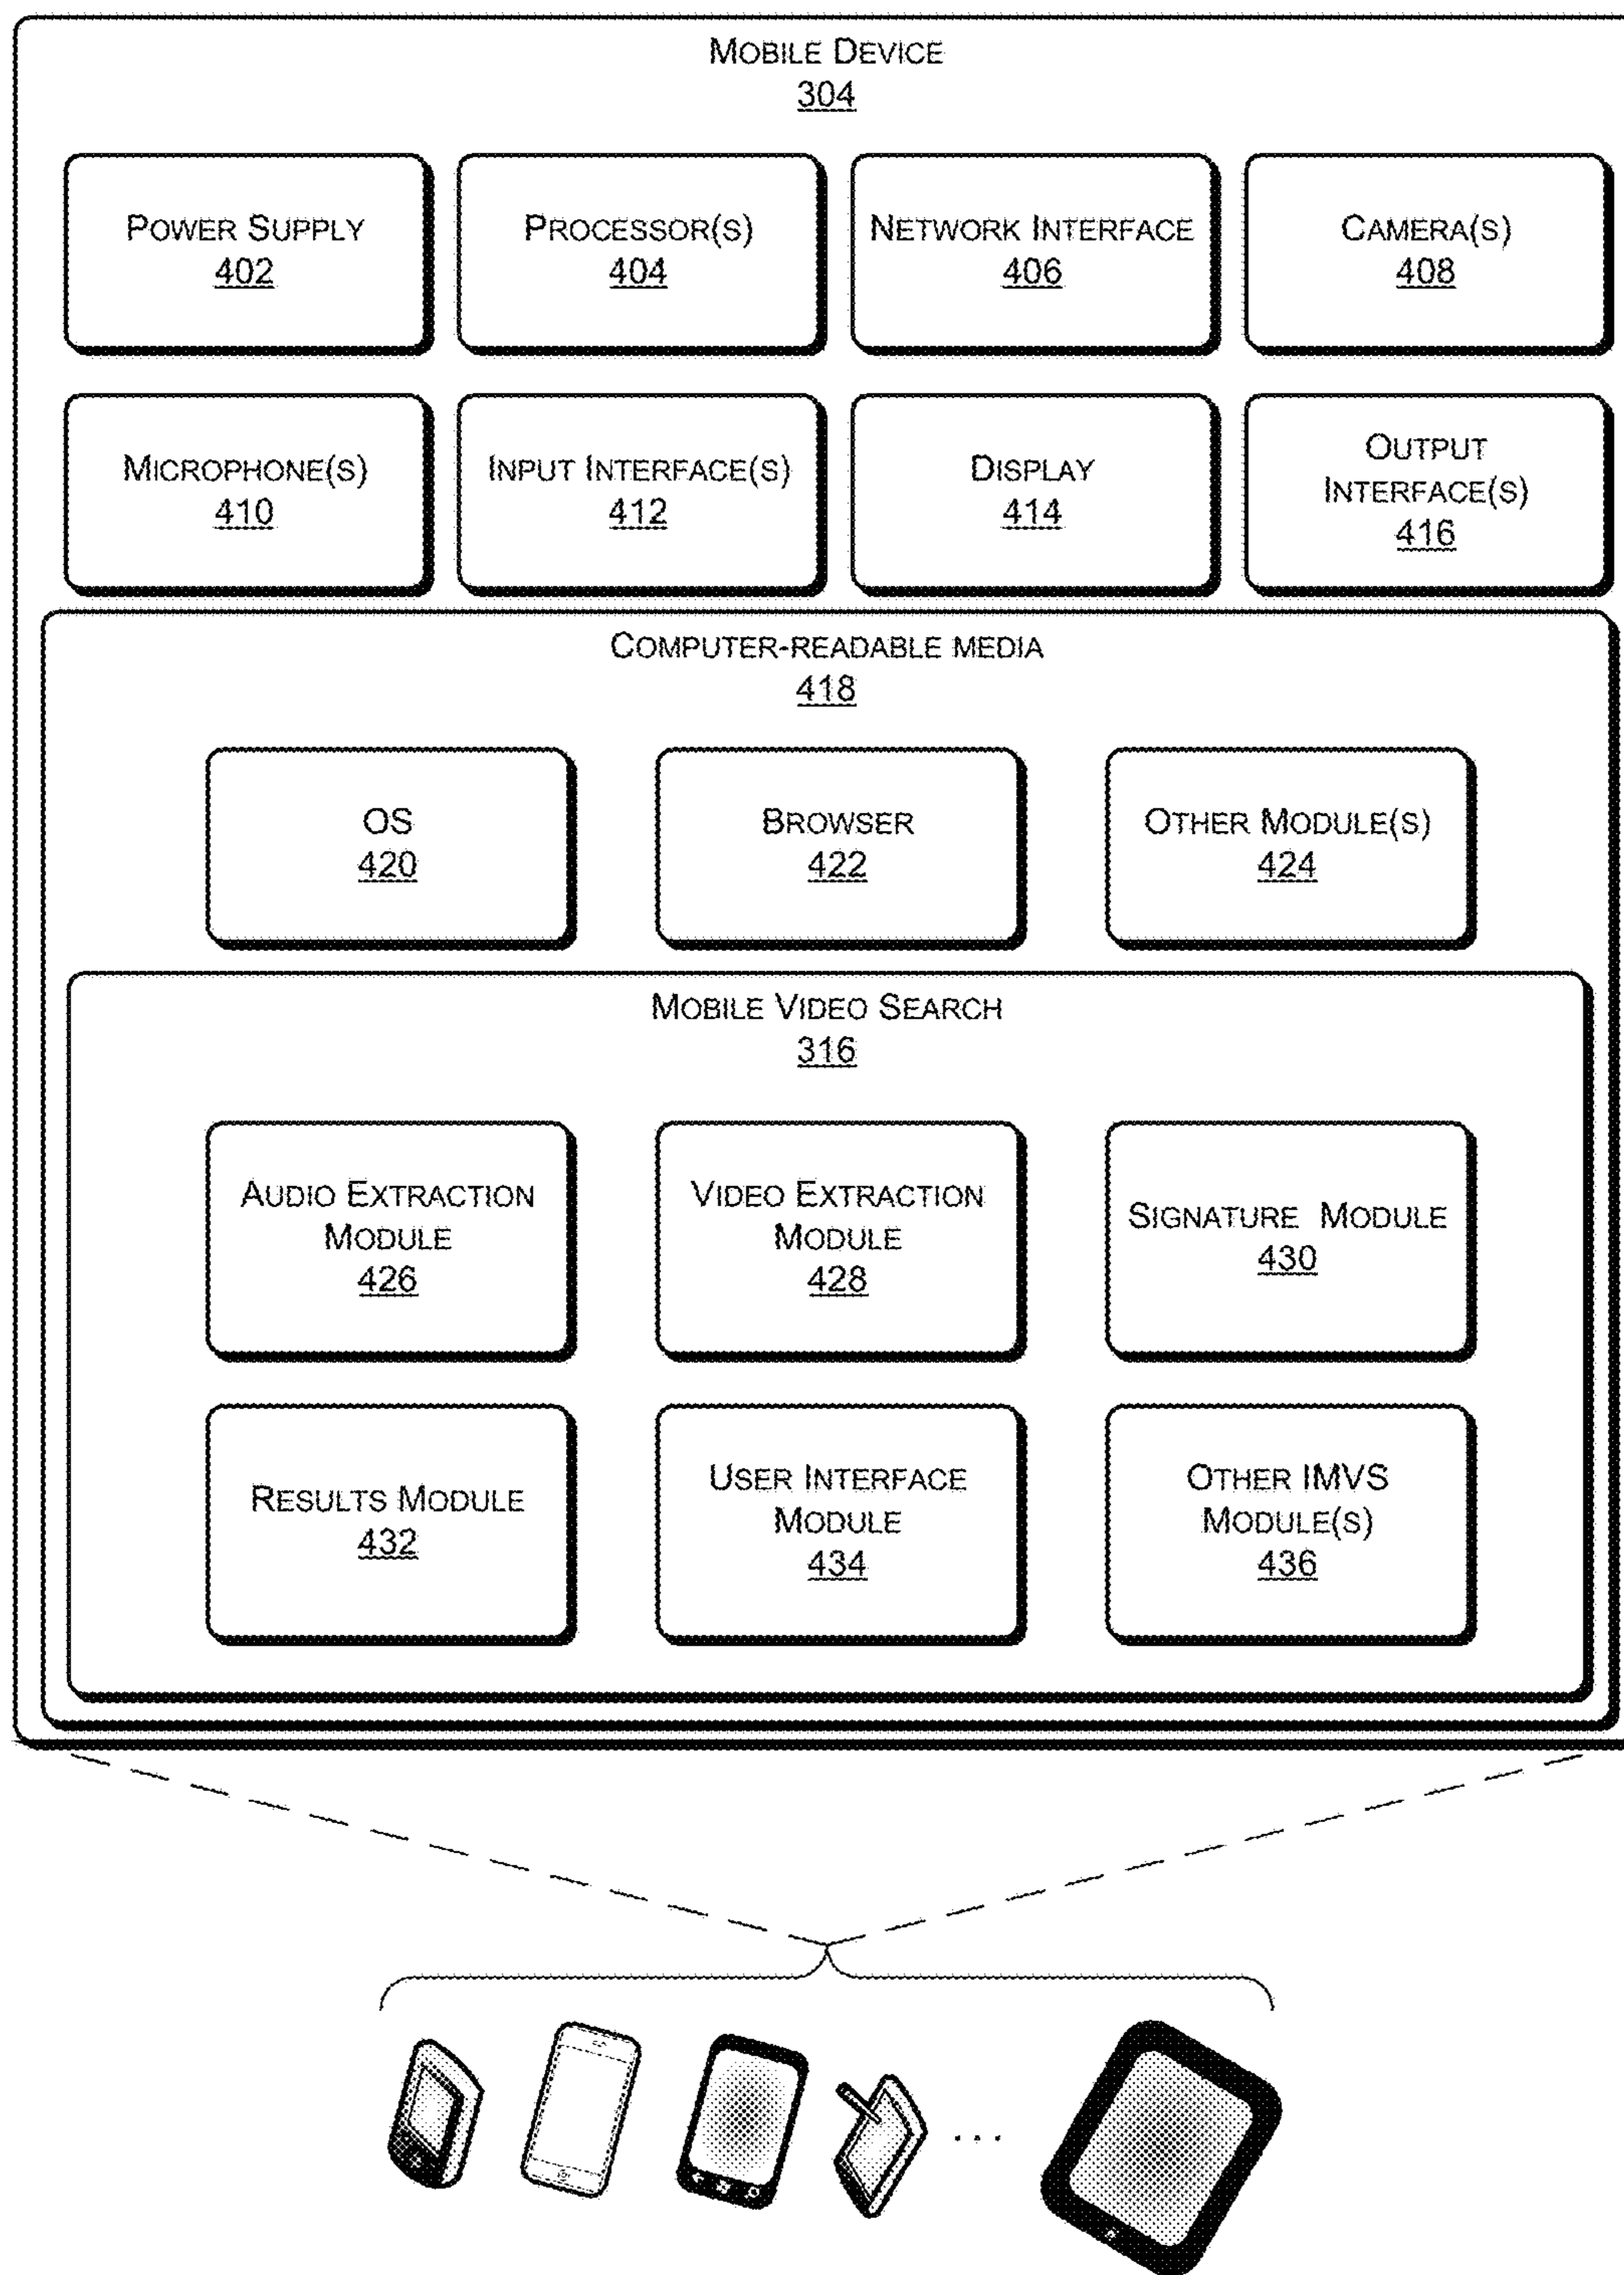 MOBILE DEVICE
304
POWER SUPPLY
402
PROCESSOR(S)
404
NETWORK INTERFACE
406
CAMERA(S)
408
MICROPHONE(S)
410
INPUT INTERFACE(S)
412
DISPLAY
414
OUTPUT
INTERFACE(S)
416
COMPUTER-READABLE MEDIA
418
OS
420
BROWSER
422
OTHER MODULE(S)
424
MOBILE VIDEO SEARCH
316
AUDIO EXTRACTION
MODULE
426
VIDEO EXTRACTION
MODULE
428
SIGNATURE MODULE
430
RESULTS MODULE
432
USER INTERFACE
MODULE
434
OTHER IMVS
MODULE(S)
436
...